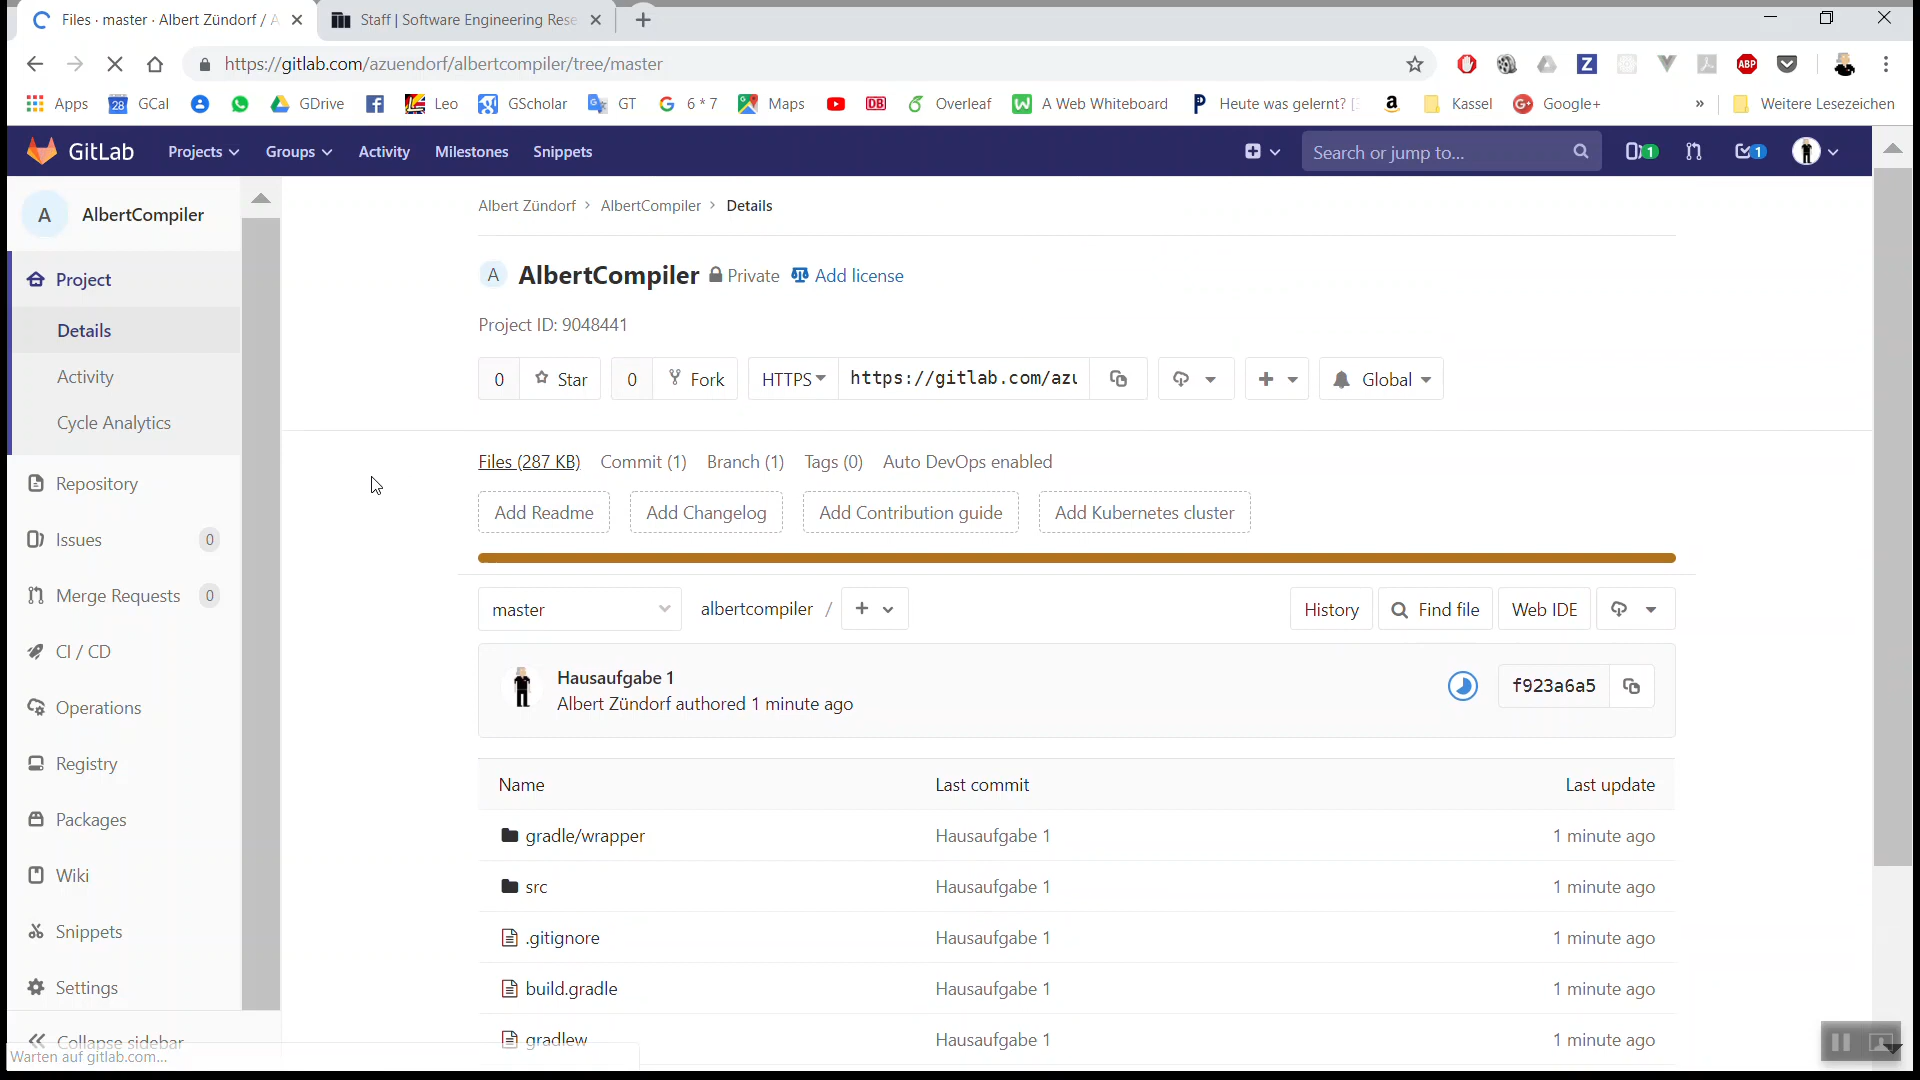 Files · master · Albert Zündorf / A
Staff | Software Engineering Rese
https://gitlab.com/azuendorf/albertcompiler/tree/master
ABP
Apps
28 GCal
GDrive
Leo
GScholar
GT
6 * 7
Maps
DB
Overleaf
A Web Whiteboard
Heute was gelernt? [
Kassel
Google+
»
Weitere Lesezeichen
GitLab
Projects
Groups
Activity
Milestones
Snippets
Search or jump to...
1
1
A AlbertCompiler
Project
Details
Activity
Cycle Analytics
Repository
Issues 0
Merge Requests 0
CI / CD
Operations
Registry
Packages
Wiki
Snippets
Settings
Collapse sidebar
Warten auf gitlab.com...
Albert Zündorf > AlbertCompiler > Details
A AlbertCompiler Private Add license
Project ID: 9048441
0 Star 0 Fork HTTPS https://gitlab.com/azu Global
Files (287 KB) Commit (1) Branch (1) Tags (0) Auto DevOps enabled
Add Readme Add Changelog Add Contribution guide Add Kubernetes cluster
master albertcompiler / + History Find file Web IDE
Hausaufgabe 1
Albert Zündorf authored 1 minute ago
f923a6a5
Name Last commit Last update
gradle/wrapper Hausaufgabe 1 1 minute ago
src Hausaufgabe 1 1 minute ago
.gitignore Hausaufgabe 1 1 minute ago
build.gradle Hausaufgabe 1 1 minute ago
gradlew Hausaufgabe 1 1 minute ago